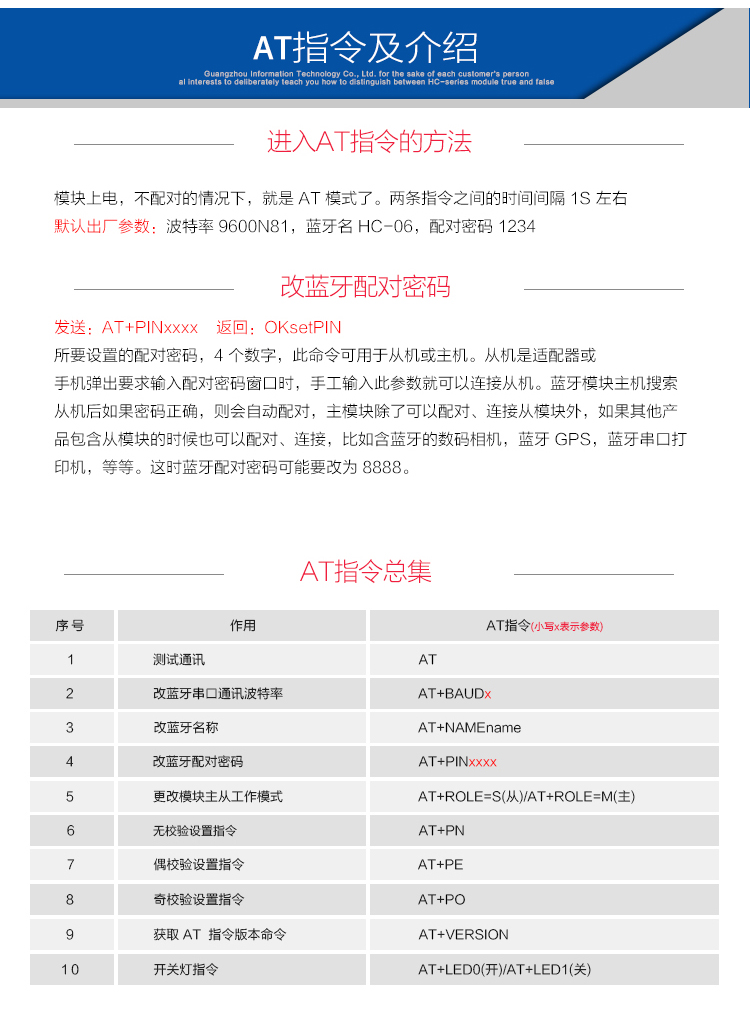 AT指令及介绍
Guangzhou Information Technology Co., Ltd. for the sake of each customer's person
al interests to deliberately teach you how to distinguish between HC-series module true and false
进入AT指令的方法
模块上电，不配对的情况下，就是 AT 模式了。两条指令之间的时间间隔 1S 左右
默认出厂参数：波特率 9600N81，蓝牙名 HC-06，配对密码 1234
改蓝牙配对密码
发送：AT+PINxxxx 返回：OKsetPIN
所要设置的配对密码，4 个数字，此命令可用于从机或主机。从机是适配器或
手机弹出要求输入配对密码窗口时，手工输入此参数就可以连接从机。蓝牙模块主机搜索
从机后如果密码正确，则会自动配对，主模块除了可以配对、连接从模块外，如果其他产
品包含从模块的时候也可以配对、连接，比如含蓝牙的数码相机，蓝牙 GPS，蓝牙串口打
印机，等等。这时蓝牙配对密码可能要改为 8888。
AT指令总集
序号 作用 AT指令(小写x表示参数)
1 测试通讯 AT
2 改蓝牙串口通讯波特率 AT+BAUDx
3 改蓝牙名称 AT+NAMEname
4 改蓝牙配对密码 AT+PINxxxx
5 更改模块主从工作模式 AT+ROLE=S(从)/AT+ROLE=M(主)
6 无校验设置指令 AT+PN
7 偶校验设置指令 AT+PE
8 奇校验设置指令 AT+PO
9 获取 AT 指令版本命令 AT+VERSION
10 开关灯指令 AT+LED0(开)/AT+LED1(关)